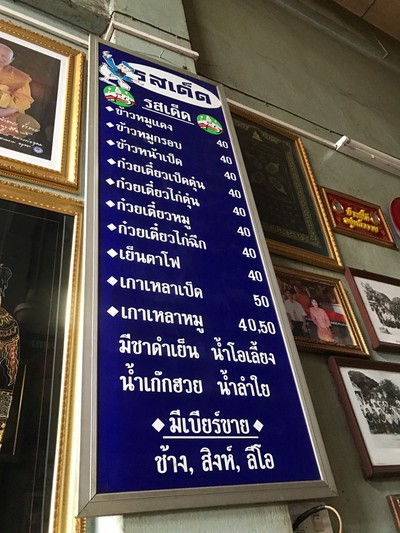 รสเด็ด
รสเด็ด
◆ข้าวหมูแดง 40
◆ข้าวหมูกรอบ 40
◆ข้าวหน้าเป็ด 40
◆ก๋วยเตี๋ยวเป็ดตุ๋น 40
◆ก๋วยเตี๋ยวไก่ตุ๋น 40
◆ก๋วยเตี๋ยวหมู 40
◆ก๋วยเตี๋ยวไก่ฉีก 40
◆เย็นตาโฟ 40
◆เกาเหลาเป็ด 50
◆เกาเหลาหมู 40,50
มีชาดำเย็น น้ำโอเลี้ยง
น้ำเก๊กฮวย น้ำลำใย
◆ มีเบียร์ขาย ◆
ช้าง, สิงห์, ลีโอ